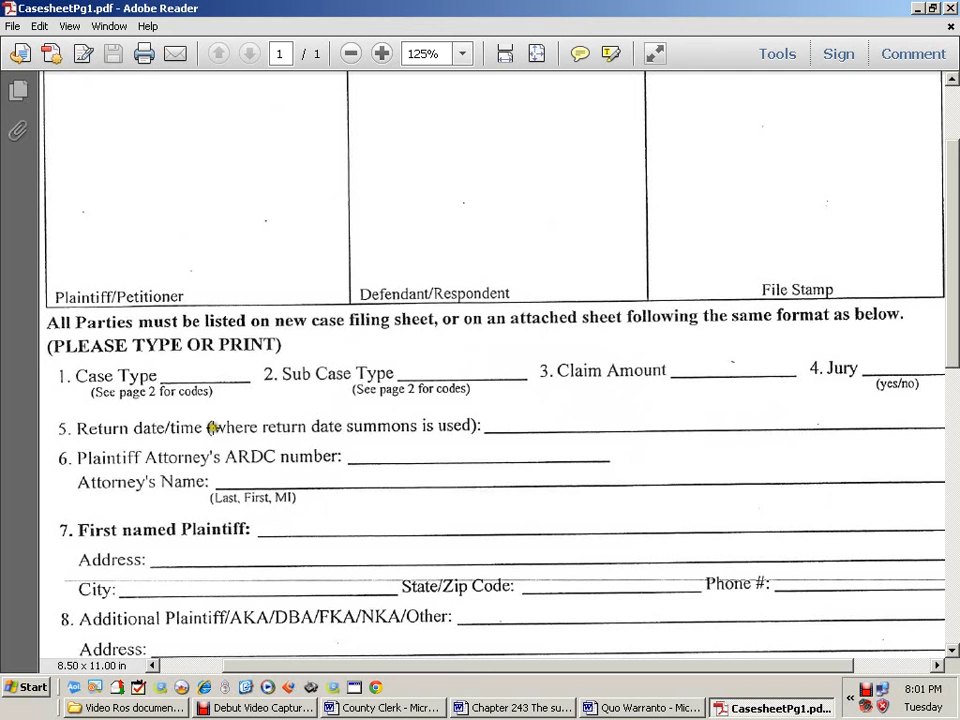 CasesheetPg1.pdf - Adobe Reader
File Edit View Window Help
1 / 1 125% Tools Sign Comment
Plaintiff/Petitioner Defendant/Respondent File Stamp
All Parties must be listed on new case filing sheet, or on an attached sheet following the same format as below.
(PLEASE TYPE OR PRINT)
1. Case Type 2. Sub Case Type 3. Claim Amount 4. Jury
(See page 2 for codes) (See page 2 for codes) (yes/no)
5. Return date/time (where return date summons is used):
6. Plaintiff Attorney's ARDC number:
Attorney's Name:
(Last, First, MI)
7. First named Plaintiff:
Address:
City: State/Zip Code: Phone #:
8. Additional Plaintiff/AKA/DBA/FKA/NKA/Other:
Address:
8.50 x 11.00 in
Start 8:01 PM
Video Ros documen... Debut Video Captur... County Clerk - Micr... Chapter 243 The su... Quo Warranto - Mic... CasesheetPg1.pd... Tuesday